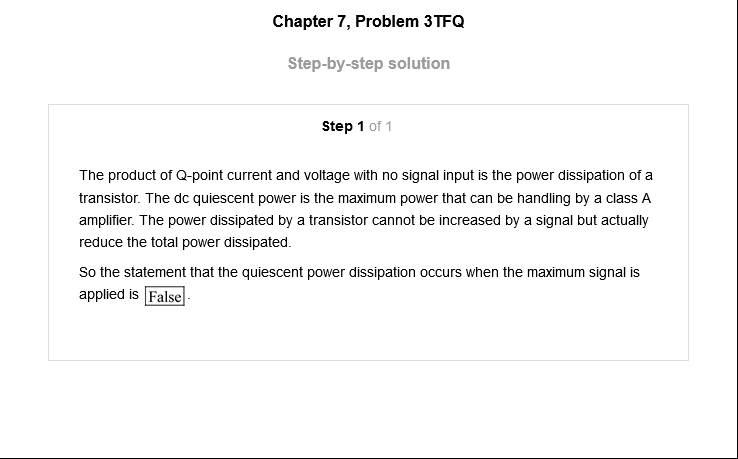 Chapter 7, Problem 3TFQ
Step-by-step solution
Step 1 of 1
The product of Q-point current and voltage with no signal input is the power dissipation of a
transistor. The dc quiescent power is the maximum power that can be handling by a class A
amplifier. The power dissipated by a transistor cannot be increased by a signal but actually
reduce the total power dissipated.
So the statement that the quiescent power dissipation occurs when the maximum signal is
applied is False.